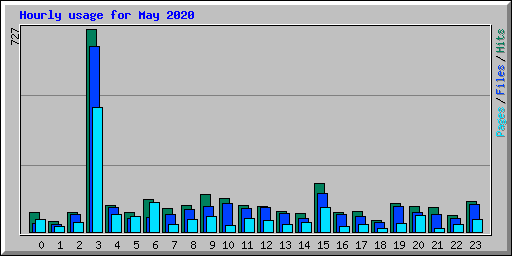 Hourly usage for May 2020
727
Pages/Files/Hits
0 1 2 3 4 5 6 7 8 9 10 11 12 13 14 15 16 17 18 19 20 21 22 23